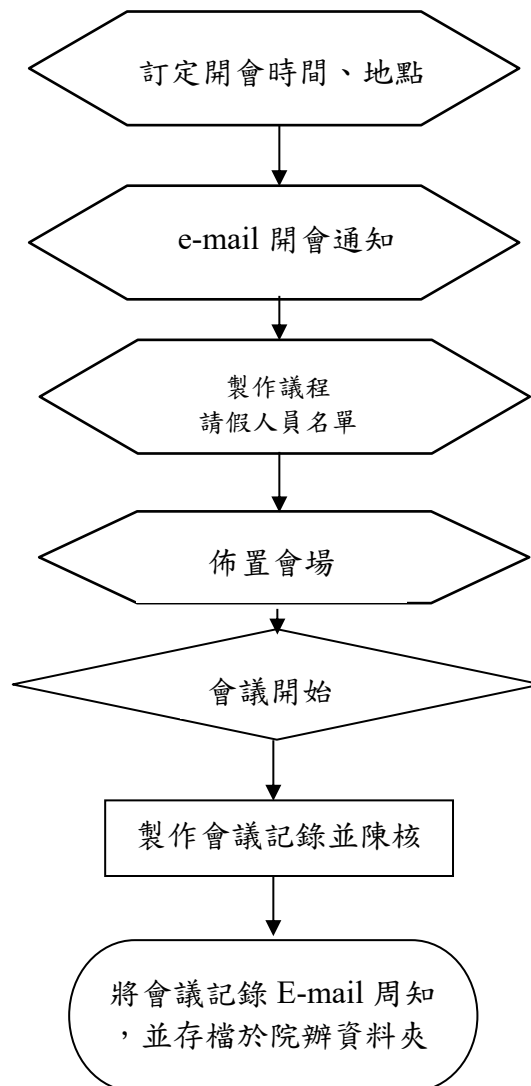 訂定開會時間、地點
e-mail 開會通知
製作議程
請假人員名單
佈置會場
會議開始
製作會議記錄並陳核
將會議記錄 E-mail 周知
，並存檔於院辦資料夾